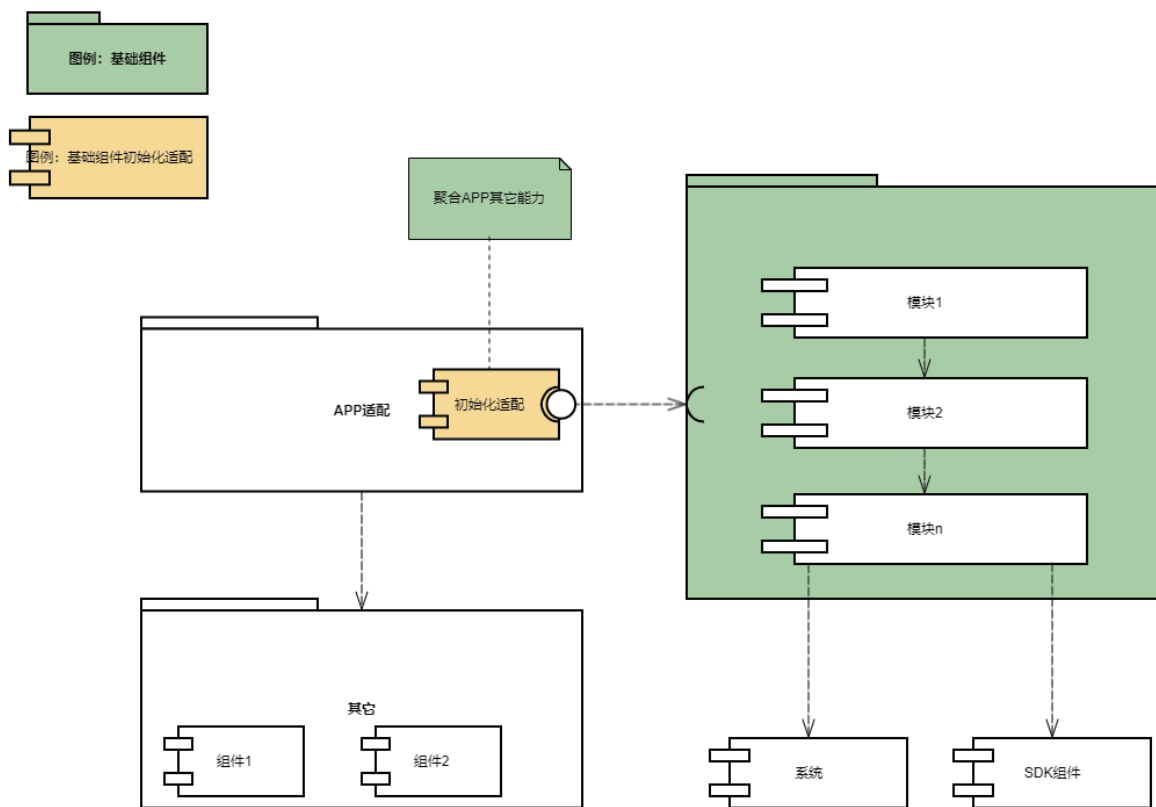 图例：基础组件
图例：基础组件初始化适配
聚合APP其它能力
模块1
APP适配
初始化适配
模块2
模块n
其它
组件1
组件2
系统
SDK组件